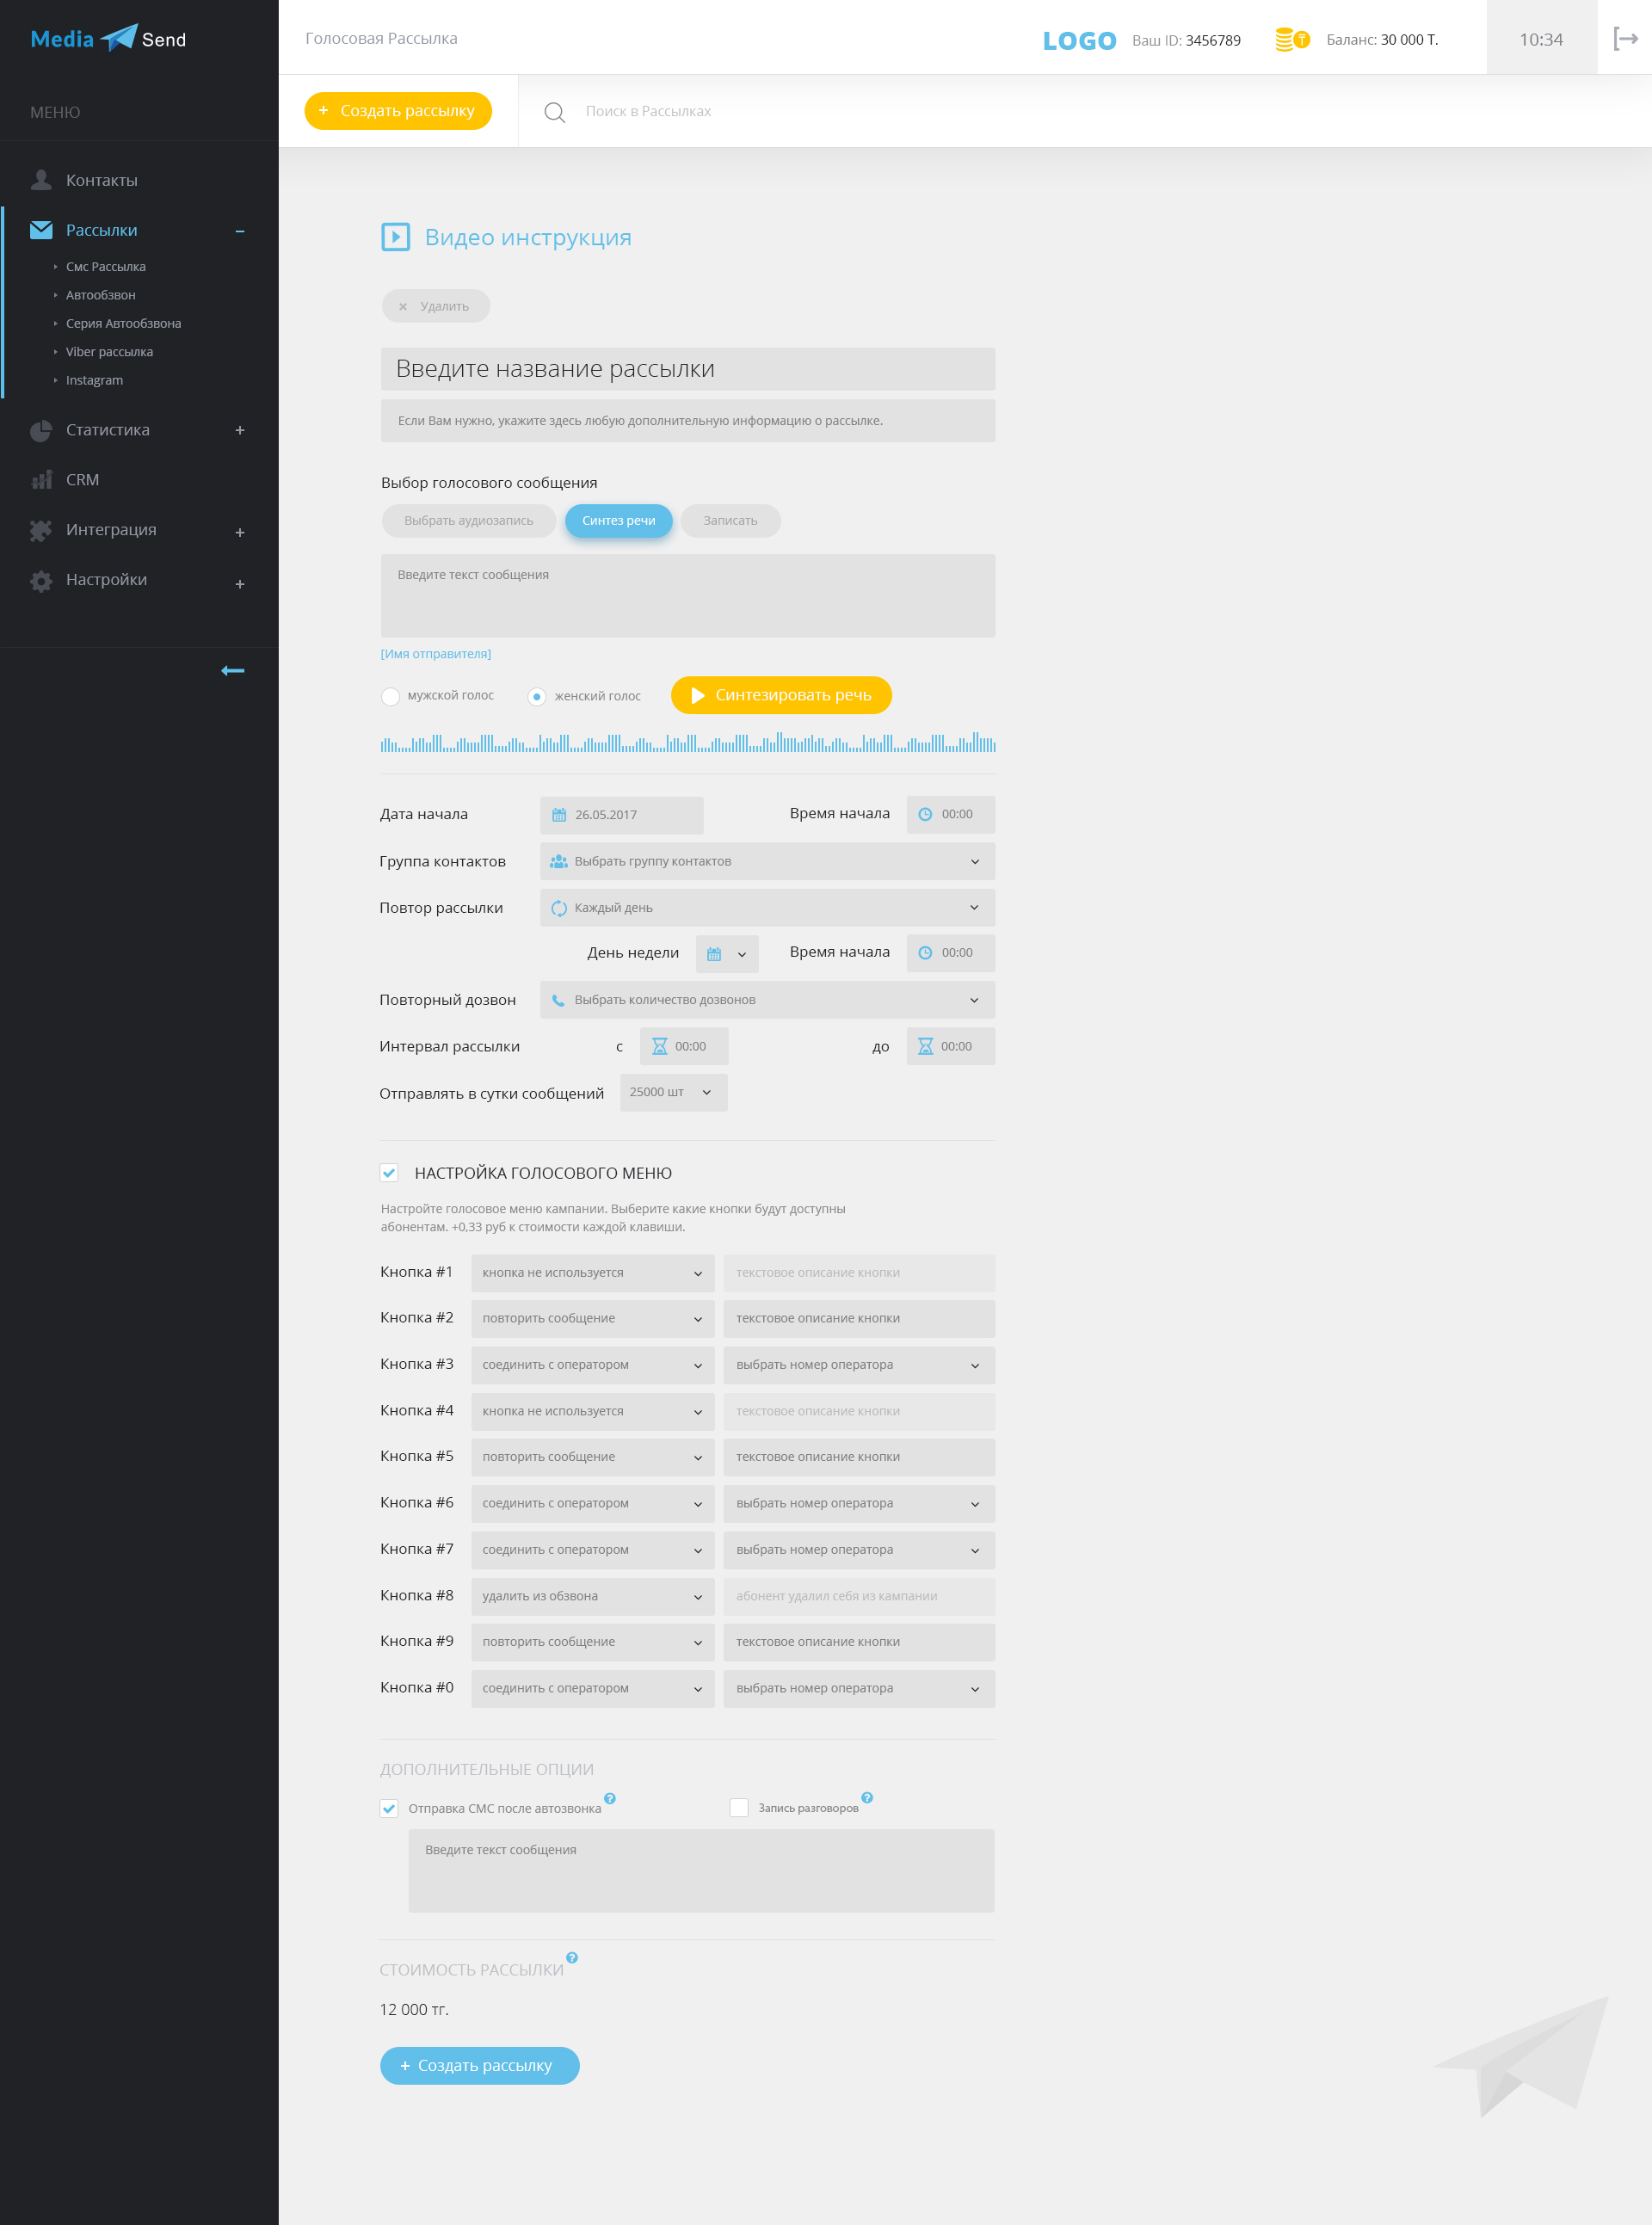 Media Send
Голосовая Рассылка
LOGO
Ваш ID: 3456789
Баланс: 30 000 Т.
10:34
МЕНЮ
+ Создать рассылку
Поиск в Рассылках
Контакты
Рассылки
Смс Рассылка
Автообзвон
Серия Автообзвона
Viber рассылка
Instagram
Статистика
CRM
Интеграция
Настройки
Видео инструкция
× Удалить
Введите название рассылки
Если Вам нужно, укажите здесь любую дополнительную информацию о рассылке.
Выбор голосового сообщения
Выбрать аудиозапись
Синтез речи
Записать
Введите текст сообщения
[Имя отправителя]
мужской голос
женский голос
Синтезировать речь
Дата начала
26.05.2017
Время начала
00:00
Группа контактов
Выбрать группу контактов
Повтор рассылки
Каждый день
День недели
Время начала
00:00
Повторный дозвон
Выбрать количество дозвонов
Интервал рассылки
с
00:00
до
00:00
Отправлять в сутки сообщений
25000 шт
НАСТРОЙКА ГОЛОСОВОГО МЕНЮ
Настройте голосовое меню кампании. Выберите какие кнопки будут доступны
абонентам. +0,33 руб к стоимости каждой клавиши.
Кнопка #1
кнопка не используется
текстовое описание кнопки
Кнопка #2
повторить сообщение
текстовое описание кнопки
Кнопка #3
соединить с оператором
выбрать номер оператора
Кнопка #4
кнопка не используется
текстовое описание кнопки
Кнопка #5
повторить сообщение
текстовое описание кнопки
Кнопка #6
соединить с оператором
выбрать номер оператора
Кнопка #7
соединить с оператором
выбрать номер оператора
Кнопка #8
удалить из обзвона
абонент удалил себя из кампании
Кнопка #9
повторить сообщение
текстовое описание кнопки
Кнопка #0
соединить с оператором
выбрать номер оператора
ДОПОЛНИТЕЛЬНЫЕ ОПЦИИ
Отправка СМС после автозвонка ?
Запись разговоров ?
Введите текст сообщения
СТОИМОСТЬ РАССЫЛКИ ?
12 000 тг.
+ Создать рассылку